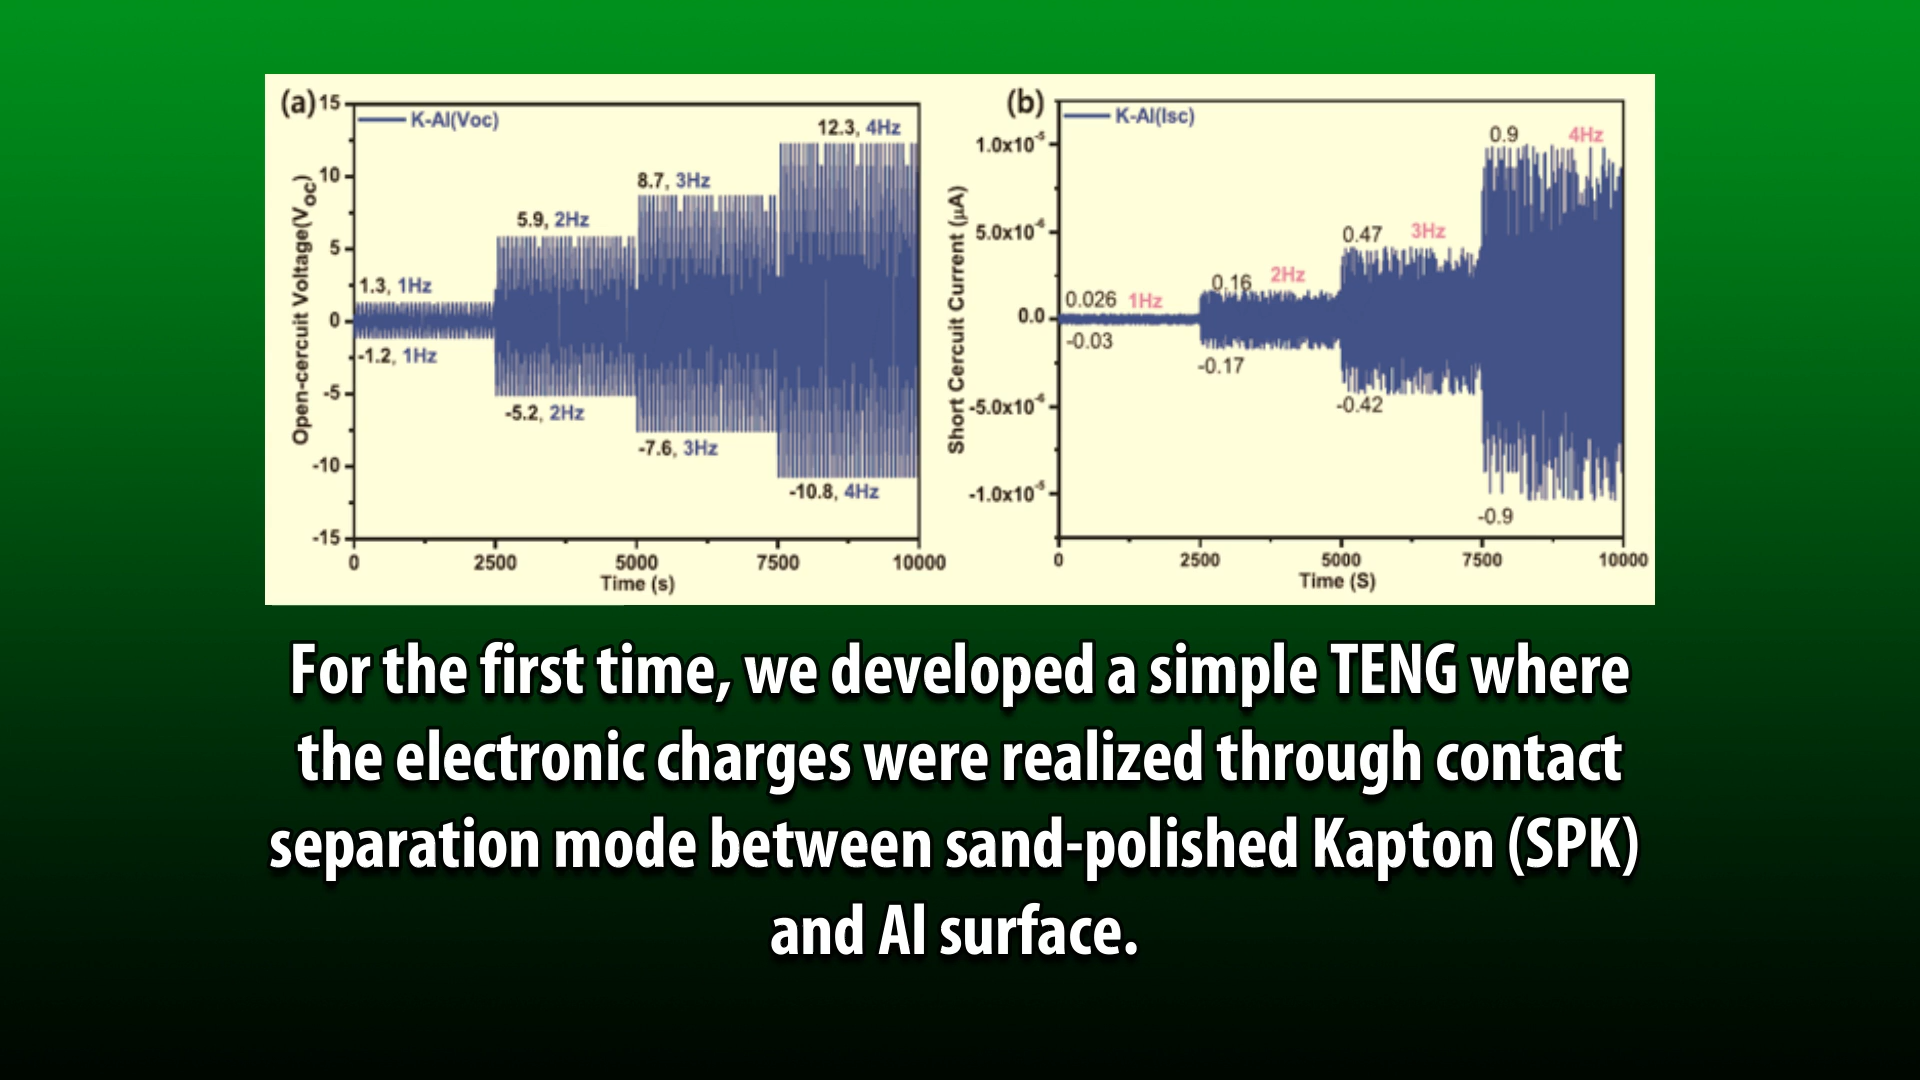 (a)
15
10
5
0
-5
-10
-15
Open-cercuit Voltage(VOC)
K-Al(Voc)
1.3, 1Hz
-1.2, 1Hz
5.9, 2Hz
-5.2, 2Hz
8.7, 3Hz
-7.6, 3Hz
12.3, 4Hz
-10.8, 4Hz
0 2500 5000 7500 10000
Time (s)
(b)
1.0x10⁻⁵
5.0x10⁻⁶
0.0
-5.0x10⁻⁶
-1.0x10⁻⁵
Short Cercuit Current (μA)
K-Al(Isc)
0.026 1Hz
-0.03
0.16 2Hz
-0.17
0.47 3Hz
-0.42
0.9 4Hz
-0.9
0 2500 5000 7500 10000
Time (S)
For the first time, we developed a simple TENG where
the electronic charges were realized through contact
separation mode between sand-polished Kapton (SPK)
and Al surface.